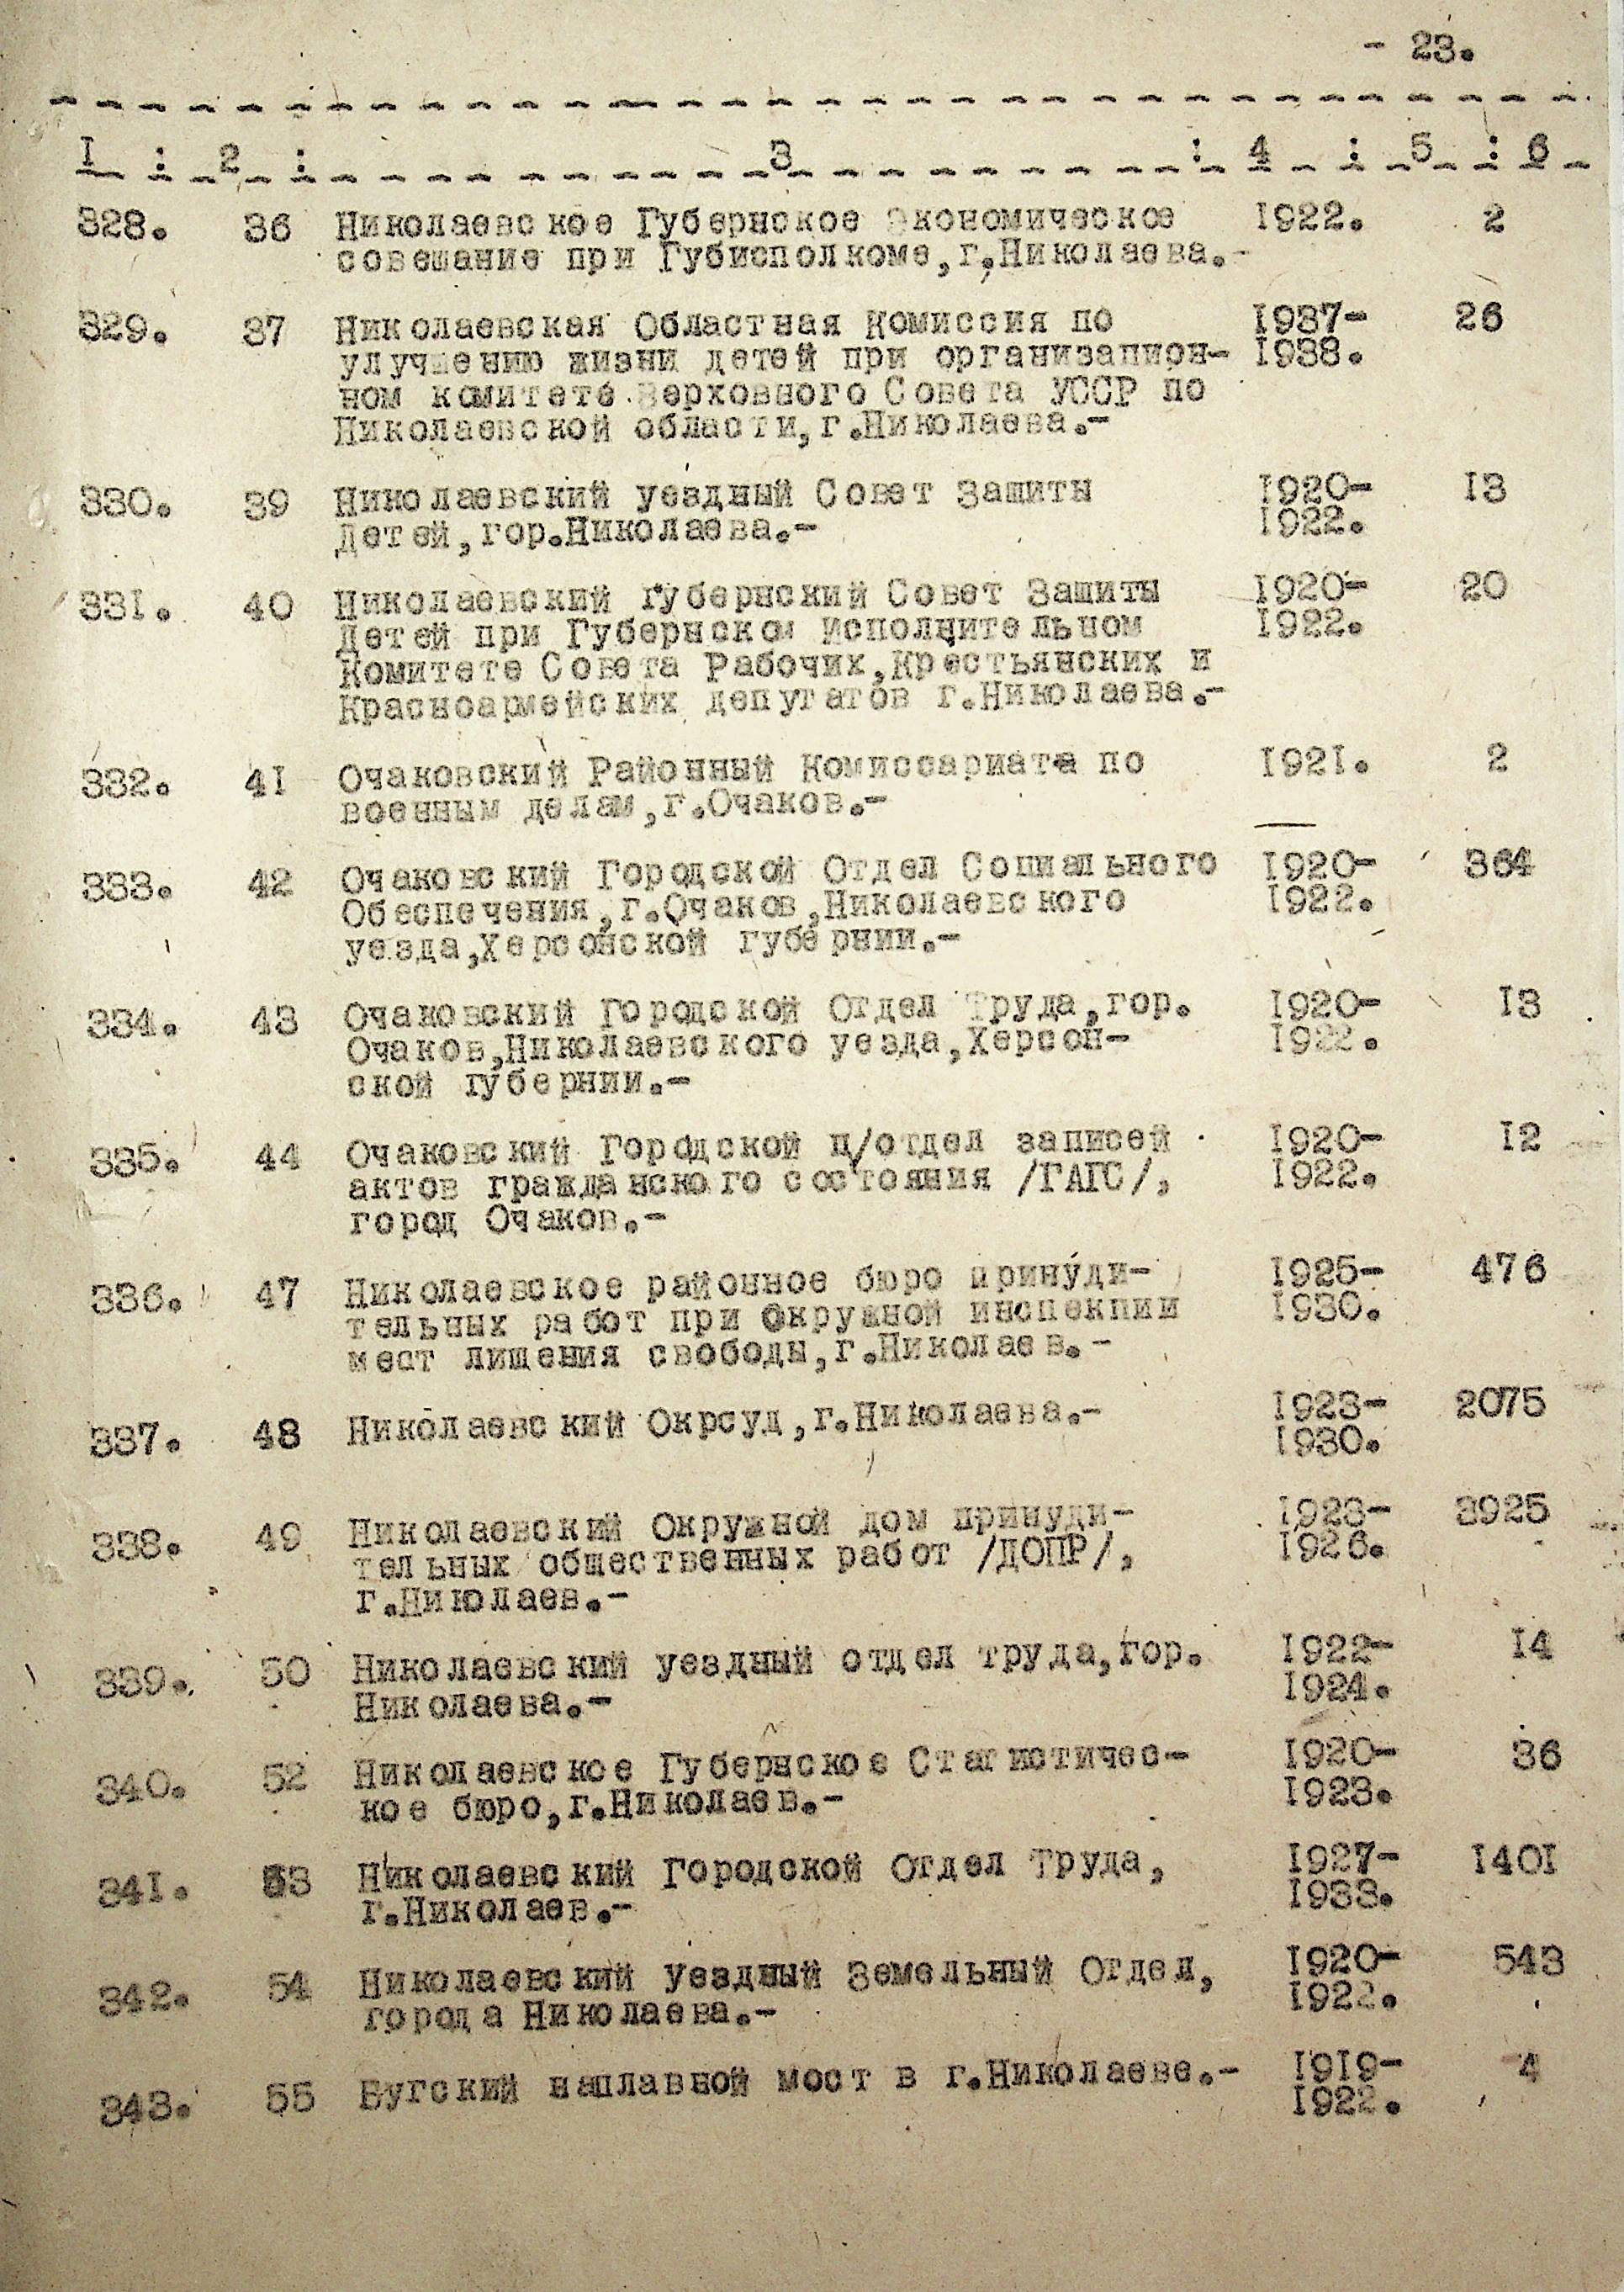 - 23.
1 : 2 : 3 : 4 : 5 : 6
328. 36 Николаевское Губернское Экономическое 1922. 2
совещание при Губисполкоме, г.Николаева.-
329. 37 Николаевская Областная Комиссия по 1937- 26
улучшению жизни детей при организацион- 1938.
ном комитете Верховного Совета УССР по
Николаевской области, г.Николаева.-
330. 39 Николаевский уездный Совет Защиты 1920- 13
Детей, гор.Николаева.- 1922.
331. 40 Николаевский Губернский Совет Защиты 1920- 20
Детей при Губернском Исполнительном 1922.
Комитете Совета Рабочих, Крестьянских и
Красноармейских депутатов г.Николаева.-
332. 41 Очаковский Районный Комиссариата по 1921. 2
военным делам, г.Очаков.-
333. 42 Очаковский Городской Отдел Социального 1920- 364
Обеспечения, г.Очаков, Николаевского 1922.
уезда, Херсонской губернии.-
334. 43 Очаковский Городской Отдел Труда, гор. 1920- 13
Очаков, Николаевского уезда, Херсон- 1922.
ской губернии.-
335. 44 Очаковский Городской п/отдел записей 1920- 12
актов гражданского состояния /ГАГС/, 1922.
город Очаков.-
336. 47 Николаевское районное бюро принуди- 1925- 476
тельных работ при Окружной инспекции 1930.
мест лишения свободы, г.Николаев.-
337. 48 Николаевский Окрсуд, г.Николаева.- 1923- 2075
1930.
338. 49 Николаевский Окружной дом принуди- 1923- 3925
тельных общественных работ /ДОПР/, 1926.
г.Николаев.-
339. 50 Николаевский уездный отдел труда, гор. 1922- 14
Николаева.- 1924.
340. 52 Николаевское Губернское Статистичес- 1920- 36
кое бюро, г.Николаев.- 1923.
341. 53 Николаевский Городской Отдел Труда, 1927- 1401
г.Николаев.- 1933.
342. 54 Николаевский уездный Земельный Отдел, 1920- 543
города Николаева.- 1922.
343. 55 Бугский наплавной мост в г.Николаеве.- 1919- 4
1922.